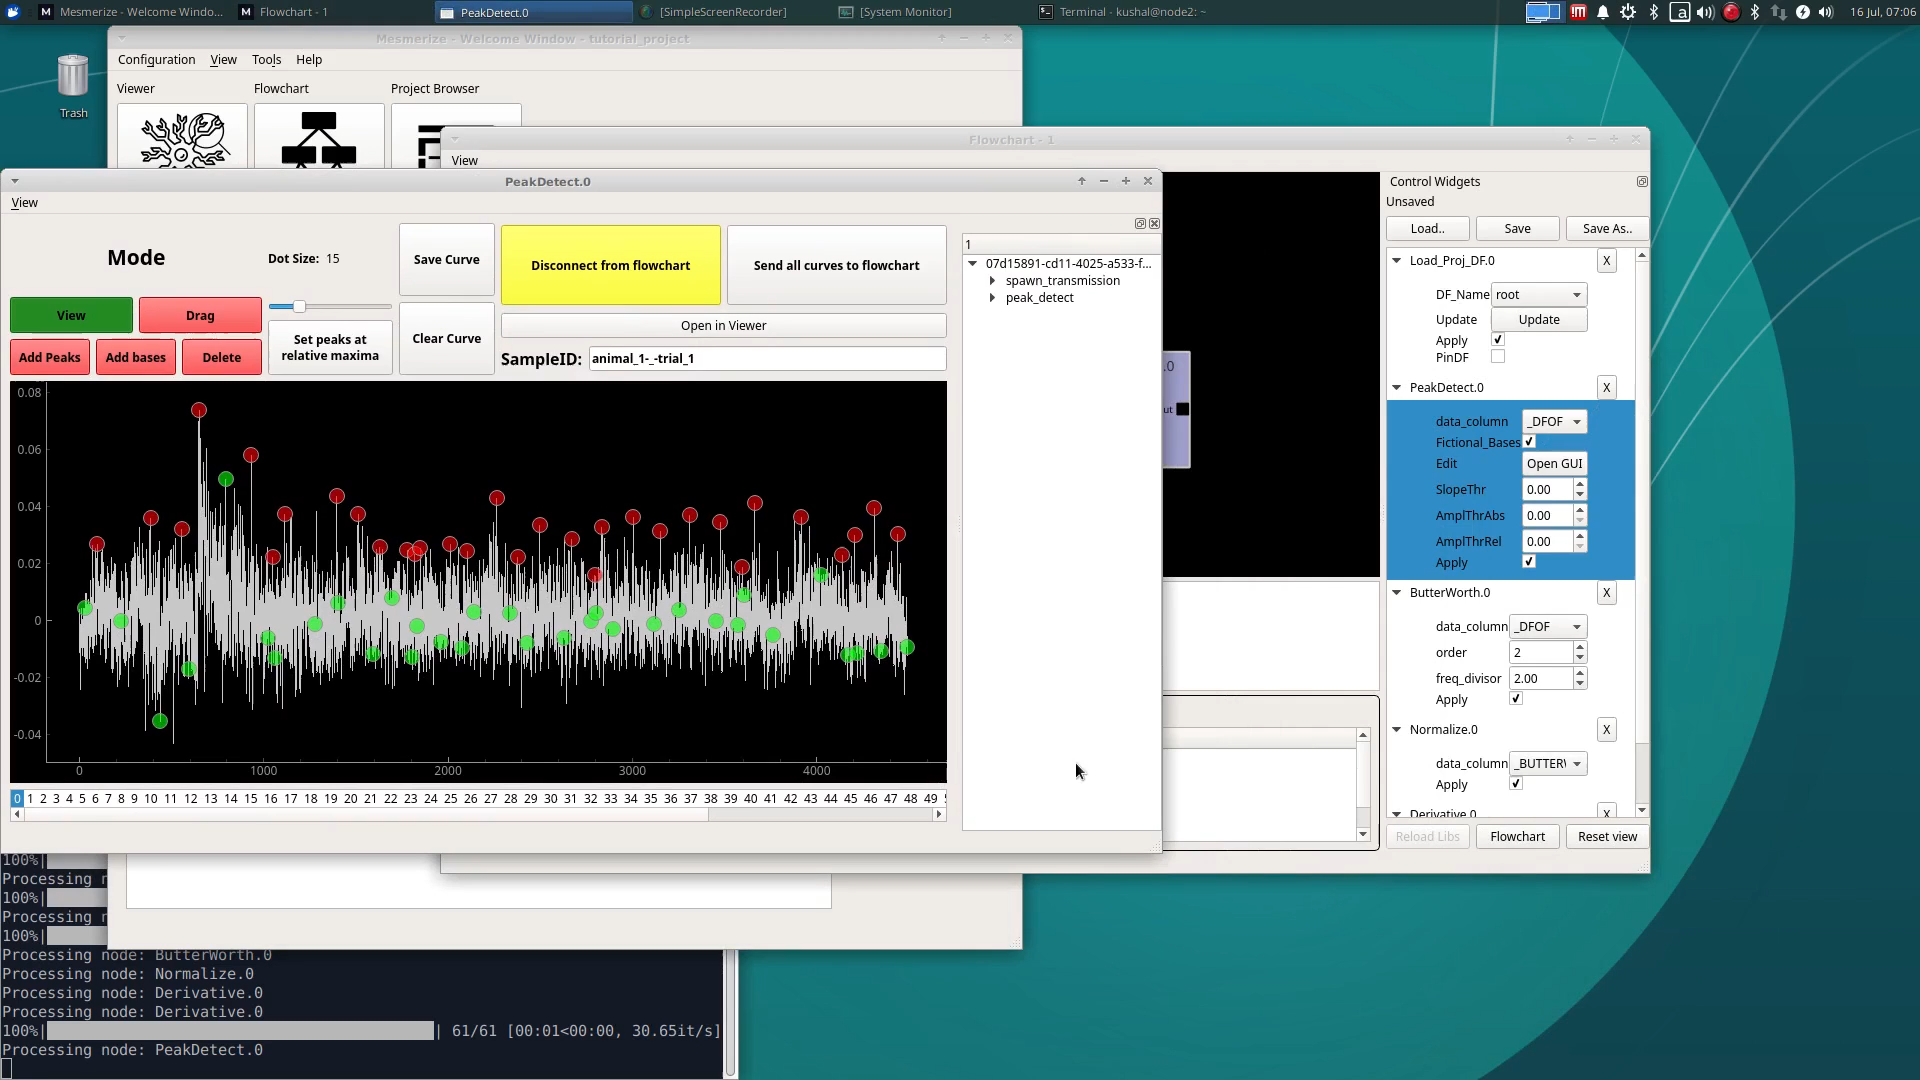 Mesmerize - Welcome Windo...
Flowchart - 1
PeakDetect.0
[SimpleScreenRecorder]
[System Monitor]
Terminal - kushal@node2: ~
16 Jul, 07:06
Trash
Mesmerize - Welcome Window - tutorial_project
Configuration View Tools Help
Viewer Flowchart Project Browser
Flowchart - 1
View
PeakDetect.0
View
Mode
Dot Size: 15
Save Curve
Disconnect from flowchart
Send all curves to flowchart
View
Drag
Set peaks at
relative maxima
Clear Curve
Open in Viewer
Add Peaks
Add bases
Delete
SampleID: animal_1-_-trial_1
0.08
0.06
0.04
0.02
0
-0.02
-0.04
0 1000 2000 3000 4000
0 1 2 3 4 5 6 7 8 9 10 11 12 13 14 15 16 17 18 19 20 21 22 23 24 25 26 27 28 29 30 31 32 33 34 35 36 37 38 39 40 41 42 43 44 45 46 47 48 49
1
07d15891-cd11-4025-a533-f...
spawn_transmission
peak_detect
.0
ut
Control Widgets
Unsaved
Load.. Save Save As..
Load_Proj_DF.0 X
DF_Name root
Update Update
Apply
PinDF
PeakDetect.0 X
data_column _DFOF
Fictional_Bases
Edit Open GUI
SlopeThr 0.00
AmplThrAbs 0.00
AmplThrRel 0.00
Apply
ButterWorth.0 X
data_column _DFOF
order 2
freq_divisor 2.00
Apply
Normalize.0 X
data_column _BUTTERV
Apply
Derivative.0 X
Reload Libs Flowchart Reset view
100%|
Processing n
100%|
Processing n
100%|
Processing node: ButterWorth.0
Processing node: Normalize.0
Processing node: Derivative.0
Processing node: Derivative.0
100%| | 61/61 [00:01<00:00, 30.65it/s]
Processing node: PeakDetect.0